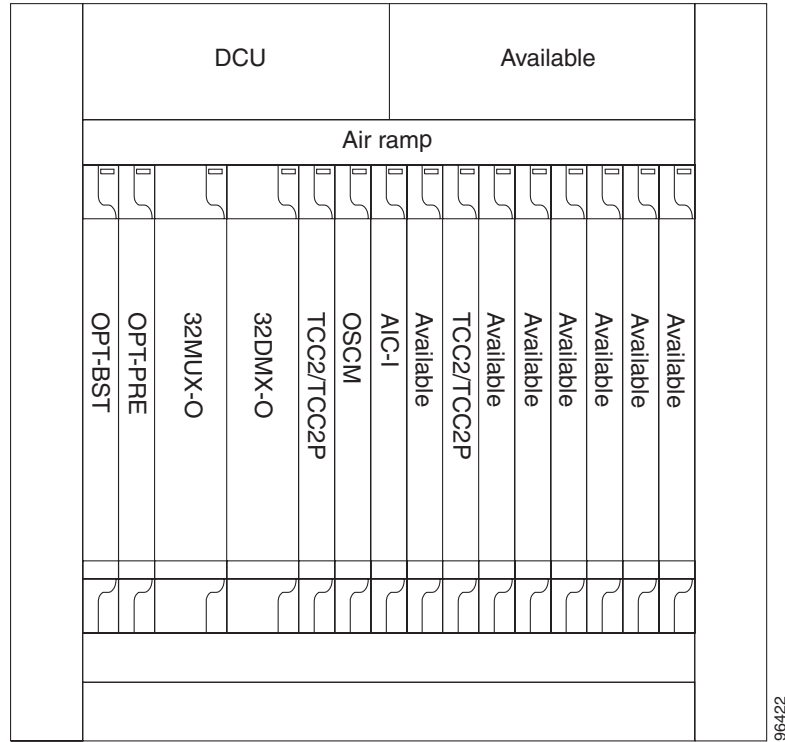 DCU
Available
Air ramp
OPT-BST
OPT-PRE
32MUX-O
32DMX-O
TCC2/TCC2P
OSCM
AIC-I
Available
TCC2/TCC2P
Available
Available
Available
Available
Available
Available
96422